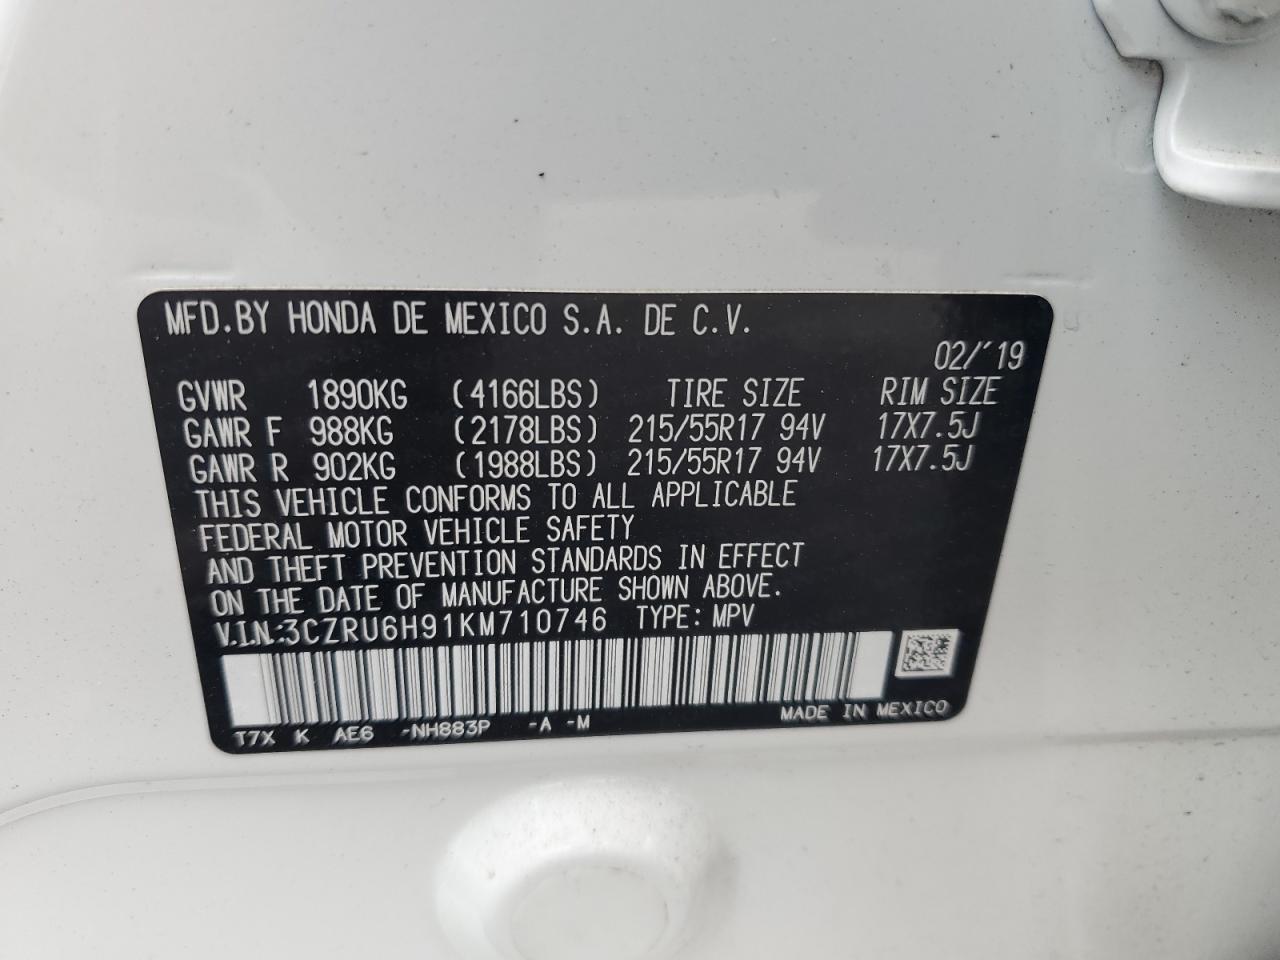 MFD.BY HONDA DE MEXICO S.A. DE C.V.
02/'19
GVWR 1890KG (4166LBS) TIRE SIZE RIM SIZE
GAWR F 988KG (2178LBS) 215/55R17 94V 17X7.5J
GAWR R 902KG (1988LBS) 215/55R17 94V 17X7.5J
THIS VEHICLE CONFORMS TO ALL APPLICABLE
FEDERAL MOTOR VEHICLE SAFETY
AND THEFT PREVENTION STANDARDS IN EFFECT
ON THE DATE OF MANUFACTURE SHOWN ABOVE.
V.I.N.:3CZRU6H91KM710746 TYPE: MPV
T7X K AE6 -NH883P -A -M MADE IN MEXICO